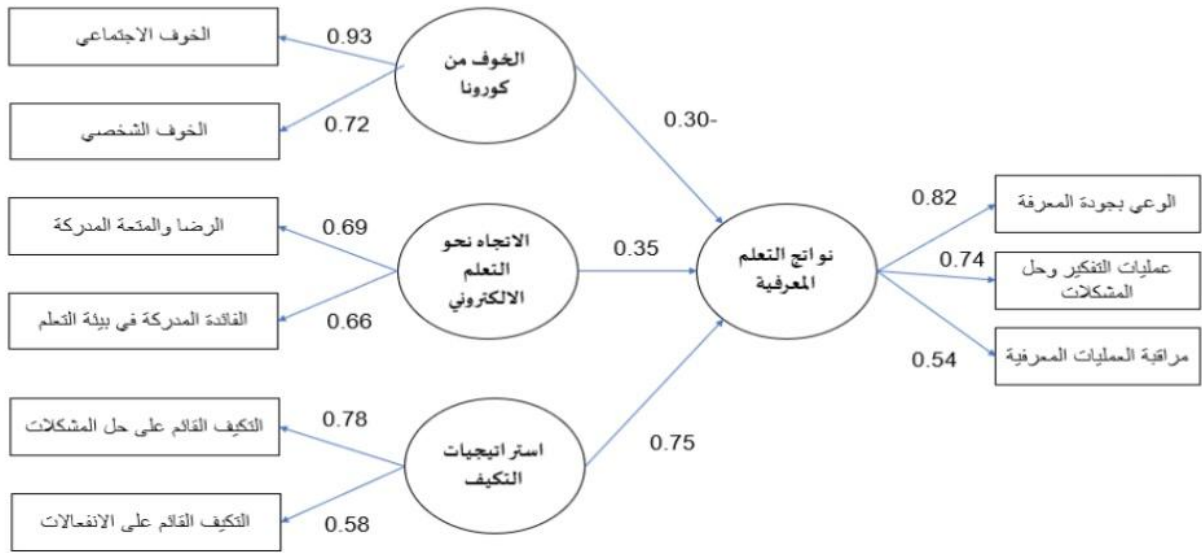 الخوف الاجتماعي
0.93
الخوف من
كورونا
الخوف الشخصي
0.72
0.30-
الرضا والمتعة المدركة
0.69
الاتجاه نحو
التعلم
الالكتروني
0.35
الفائدة المدركة في بيئة التعلم
0.66
التكيف القائم على حل المشكلات
0.78
استراتيجيات
التكيف
0.75
التكيف القائم على الانفعالات
0.58
نواتج التعلم
المعرفية
0.82
الوعي بجودة المعرفة
0.74
عمليات التفكير وحل
المشكلات
0.54
مراقبة العمليات المعرفية